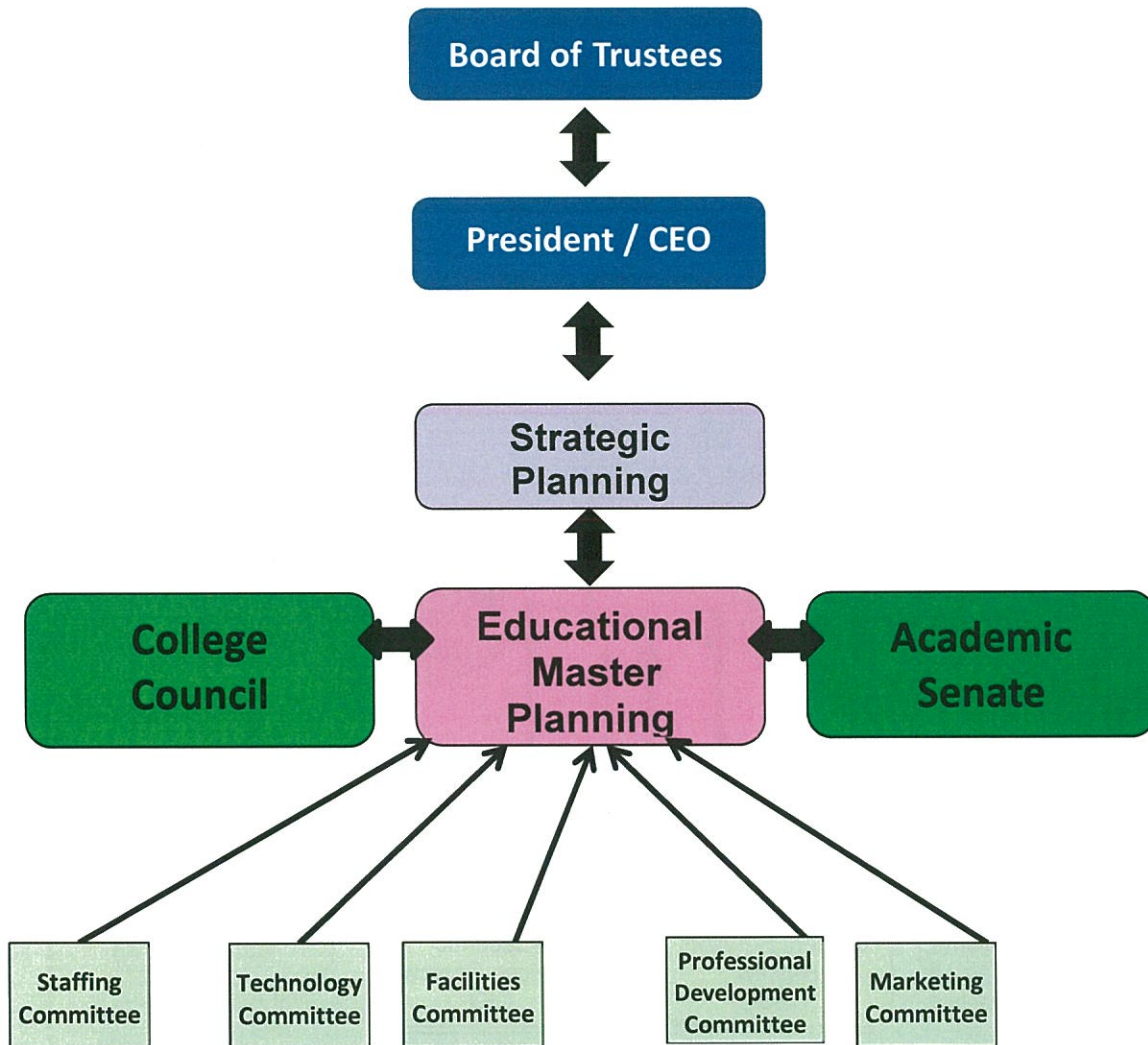 Board of Trustees
President / CEO
Strategic
Planning
College
Council
Educational
Master
Planning
Academic
Senate
Staffing
Committee
Technology
Committee
Facilities
Committee
Professional
Development
Committee
Marketing
Committee